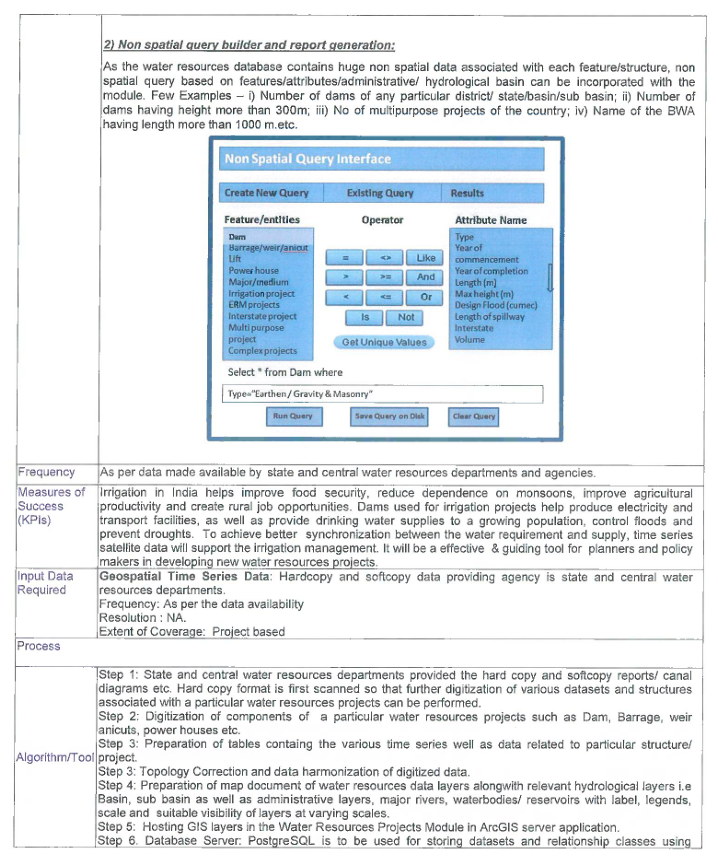 2) Non spatial query builder and report generation:
As the water resources database contains huge non spatial data associated with each feature/structure, non
spatial query based on features/attributes/administrative/ hydrological basin can be incorporated with the
module. Few Examples – i) Number of dams of any particular district/ state/basin/sub basin; ii) Number of
dams having height more than 300m; iii) No of multipurpose projects of the country; iv) Name of the BWA
having length more than 1000 m.etc.
Non Spatial Query Interface
Create New Query Existing Query Results
Feature/entities
Dam
Barrage/weir/anicut
Lift
Power house
Major/medium
Irrigation project
ERM projects
Interstate project
Multi purpose
project
Complex projects
Operator
= <> Like
> >= And
< <= Or
Is Not
Get Unique Values
Attribute Name
Type
Year of
commencement
Year of completion
Length (m)
Max height (m)
Design Flood (cumec)
Length of spillway
Interstate
Volume
Select * from Dam where
Type="Earthen / Gravity & Masonry"
Run Query Save Query on Disk Clear Query
Frequency
As per data made available by state and central water resources departments and agencies.
Measures of
Success
(KPIs)
Irrigation in India helps improve food security, reduce dependence on monsoons, improve agricultural
productivity and create rural job opportunities. Dams used for irrigation projects help produce electricity and
transport facilities, as well as provide drinking water supplies to a growing population, control floods and
prevent droughts. To achieve better synchronization between the water requirement and supply, time series
satellite data will support the irrigation management. It will be a effective & guiding tool for planners and policy
makers in developing new water resources projects.
Input Data
Required
Geospatial Time Series Data: Hardcopy and softcopy data providing agency is state and central water
resources departments.
Frequency: As per the data availability
Resolution : NA.
Extent of Coverage: Project based
Process
Algorithm/Tool
Step 1: State and central water resources departments provided the hard copy and softcopy reports/ canal
diagrams etc. Hard copy format is first scanned so that further digitization of various datasets and structures
associated with a particular water resources projects can be performed.
Step 2: Digitization of components of a particular water resources projects such as Dam, Barrage, weir
anicuts, power houses etc.
Step 3: Preparation of tables containg the various time series well as data related to particular structure/
project.
Step 3: Topology Correction and data harmonization of digitized data.
Step 4: Preparation of map document of water resources data layers alongwith relevant hydrological layers i.e
Basin, sub basin as well as administrative layers, major rivers, waterbodies/ reservoirs with label, legends,
scale and suitable visibility of layers at varying scales.
Step 5: Hosting GIS layers in the Water Resources Projects Module in ArcGIS server application.
Step 6. Database Server: PostgreSQL is to be used for storing datasets and relationship classes using